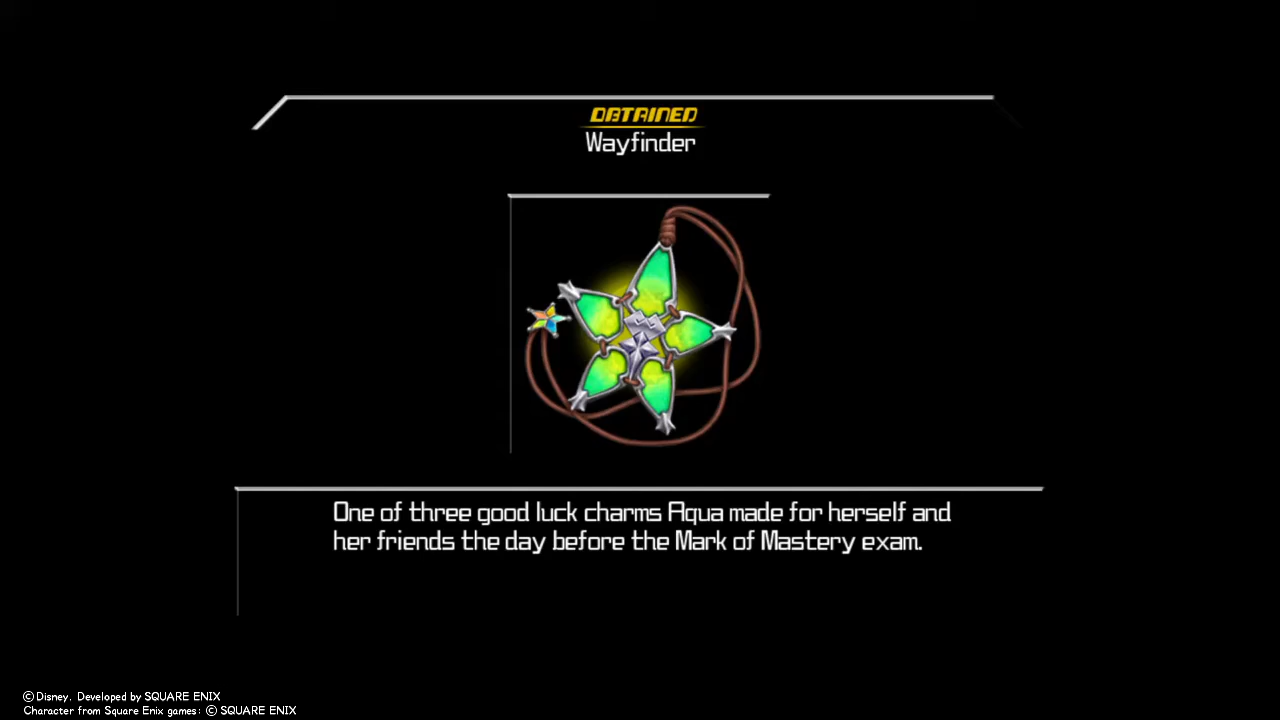 OBTAINED
Wayfinder
One of three good luck charms Aqua made for herself and
her friends the day before the Mark of Mastery exam.
©Disney. Developed by SQUARE ENIX
Character from Square Enix games: © SQUARE ENIX